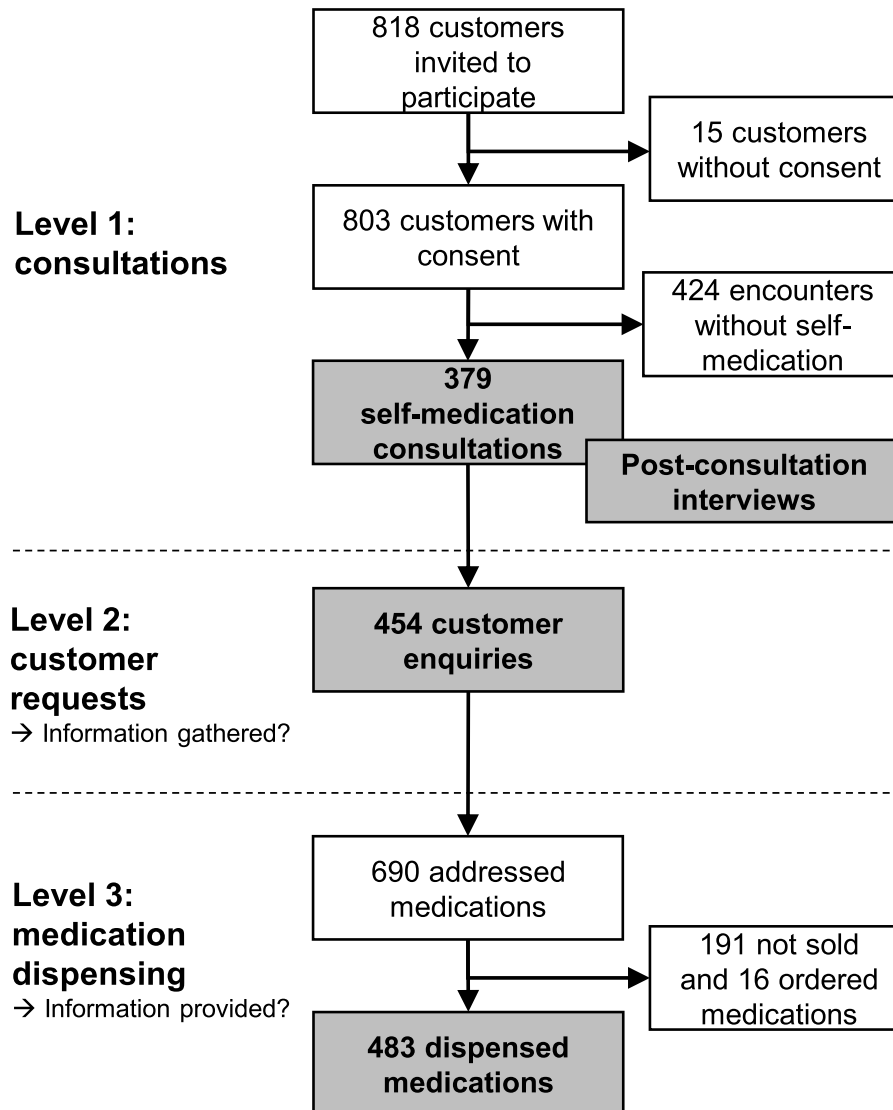 818 customers
invited to
participate
15 customers
without consent
Level 1:
consultations
803 customers with
consent
424 encounters
without self-
medication
379
self-medication
consultations
Post-consultation
interviews
Level 2:
customer
requests
→ Information gathered?
454 customer
enquiries
Level 3:
medication
dispensing
→ Information provided?
690 addressed
medications
191 not sold
and 16 ordered
medications
483 dispensed
medications